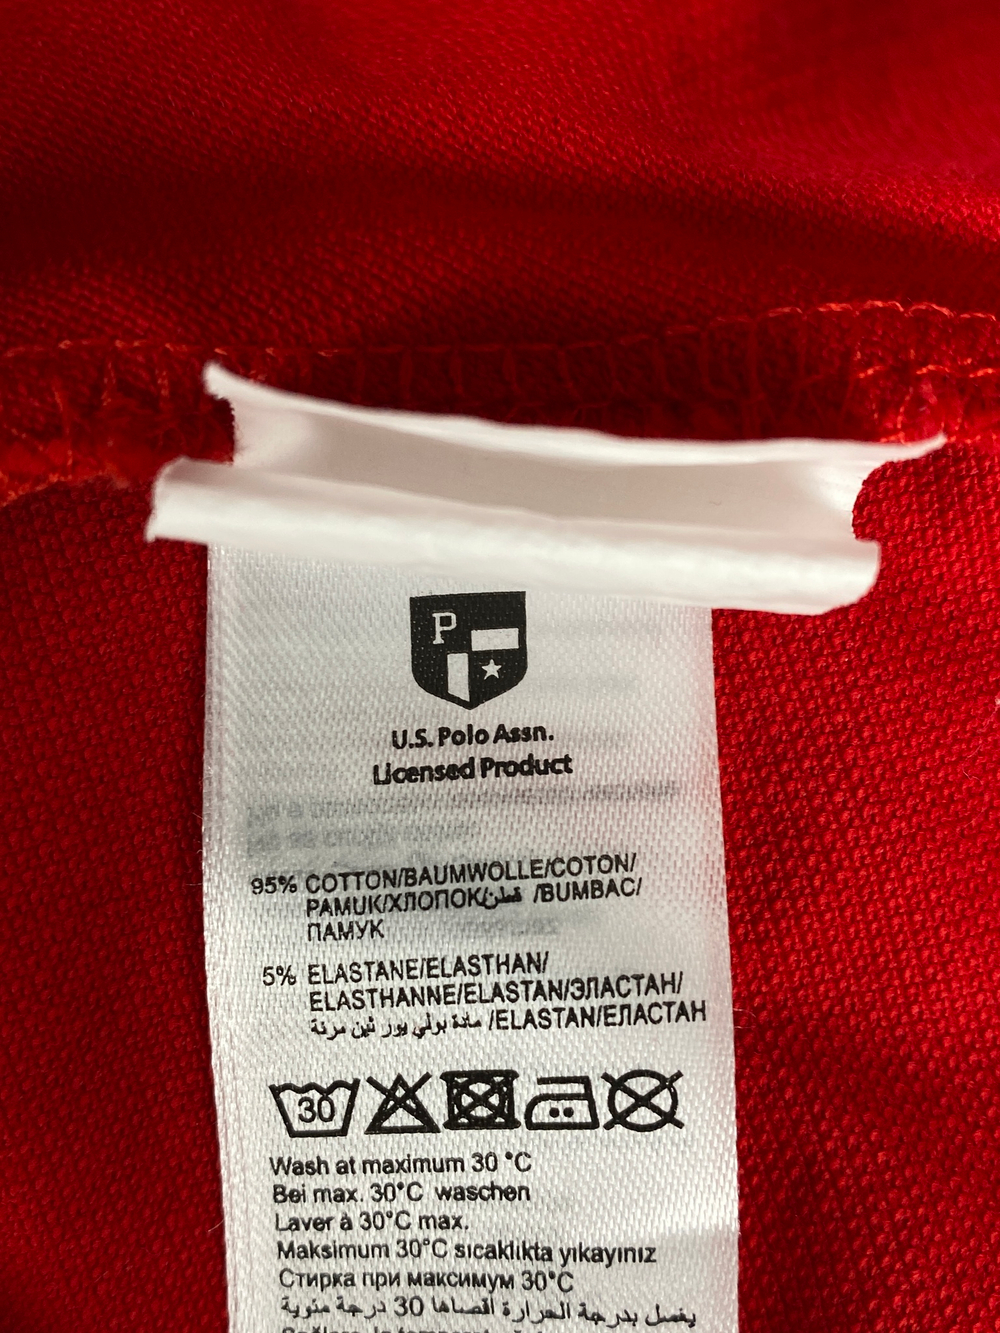 P
U.S. Polo Assn.
Licensed Product
95% COTTON/BAUMWOLLE/COTON/
PAMUK/ХЛОПОК/قطن /BUMBAC/
ПАМУК
5% ELASTANE/ELASTHAN/
ELASTHANNE/ELASTAN/ЭЛАСТАН/
مادة بولي يور ثين مرنة /ELASTAN/ЕЛАСТАН
30
Wash at maximum 30 °C
Bei max. 30°C waschen
Laver à 30°C max.
Maksimum 30°C sıcaklıkta yıkayınız
Стирка при максимум 30°C
يغسل بدرجة الحرارة اقصاها 30 درجة مئوية